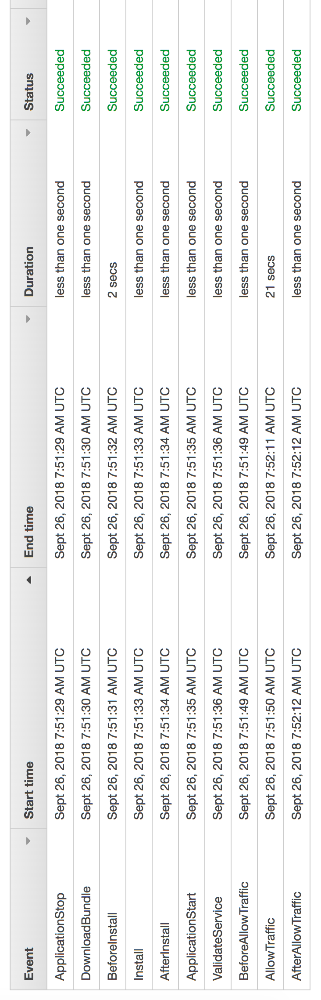 Event Start time End time Duration Status
ApplicationStop Sept 26, 2018 7:51:29 AM UTC Sept 26, 2018 7:51:29 AM UTC less than one second Succeeded
DownloadBundle Sept 26, 2018 7:51:30 AM UTC Sept 26, 2018 7:51:30 AM UTC less than one second Succeeded
BeforeInstall Sept 26, 2018 7:51:31 AM UTC Sept 26, 2018 7:51:32 AM UTC 2 secs Succeeded
Install Sept 26, 2018 7:51:33 AM UTC Sept 26, 2018 7:51:33 AM UTC less than one second Succeeded
AfterInstall Sept 26, 2018 7:51:34 AM UTC Sept 26, 2018 7:51:34 AM UTC less than one second Succeeded
ApplicationStart Sept 26, 2018 7:51:35 AM UTC Sept 26, 2018 7:51:35 AM UTC less than one second Succeeded
ValidateService Sept 26, 2018 7:51:36 AM UTC Sept 26, 2018 7:51:36 AM UTC less than one second Succeeded
BeforeAllowTraffic Sept 26, 2018 7:51:49 AM UTC Sept 26, 2018 7:51:49 AM UTC less than one second Succeeded
AllowTraffic Sept 26, 2018 7:51:50 AM UTC Sept 26, 2018 7:52:11 AM UTC 21 secs Succeeded
AfterAllowTraffic Sept 26, 2018 7:52:12 AM UTC Sept 26, 2018 7:52:12 AM UTC less than one second Succeeded